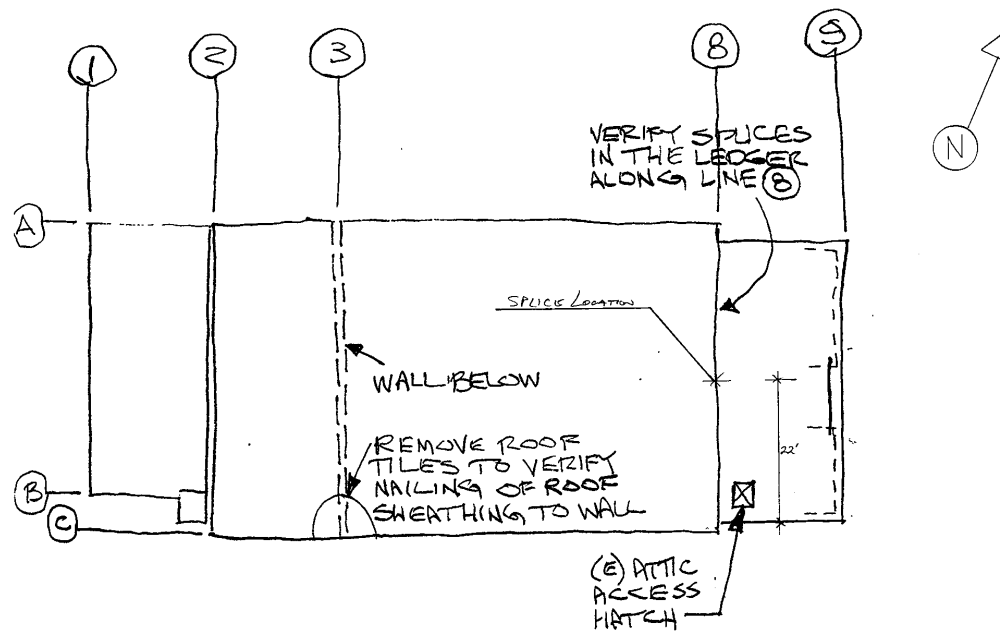 1
2
3
8
9
N
VERIFY SPLICES
IN THE LEDGER
ALONG LINE 8
A
SPLICE LOCATION
WALL BELOW
REMOVE ROOF
TILES TO VERIFY
NAILING OF ROOF
SHEATHING TO WALL
22'
B
C
(E) ATTIC
ACCESS
HATCH